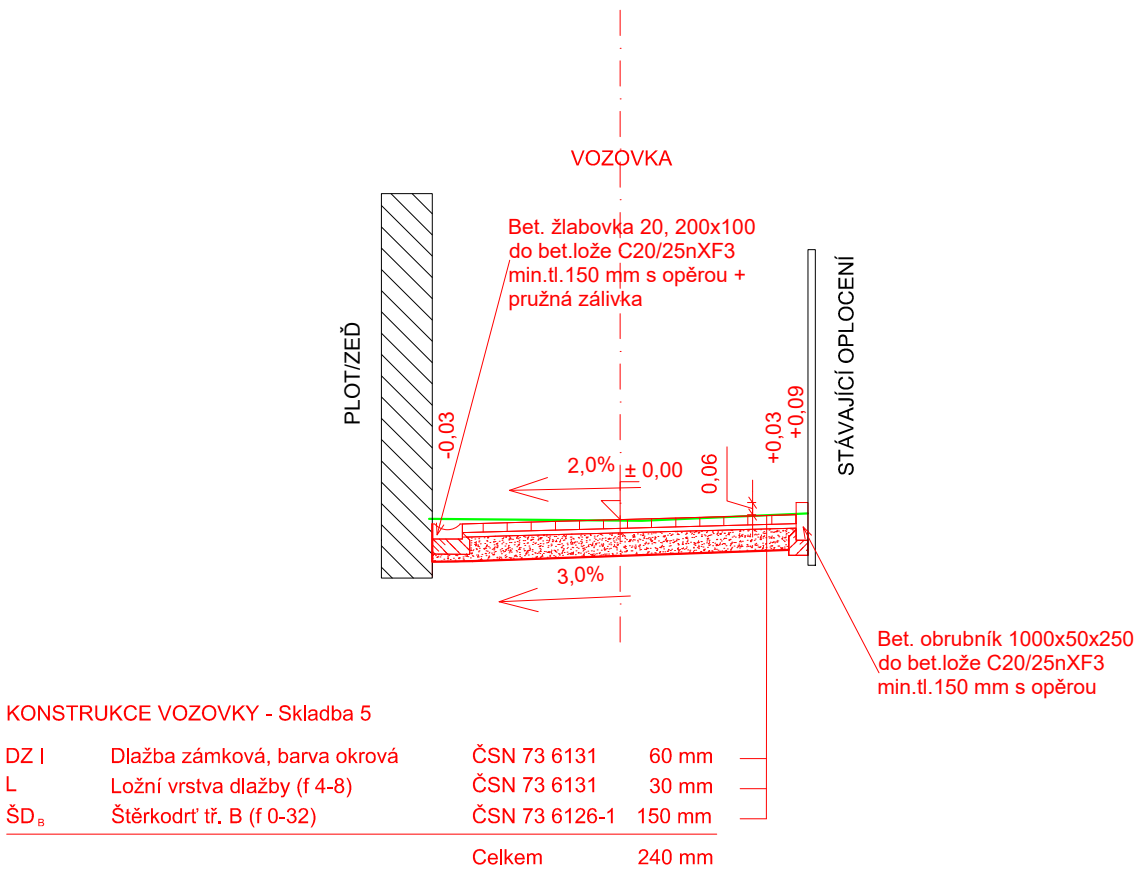 VOZOVKA
Bet. žlabovka 20, 200x100
do bet.lože C20/25nXF3
min.tl.150 mm s opěrou +
pružná zálivka
PLOT/ZEĎ
STÁVAJÍCÍ OPLOCENÍ
-0,03
2,0%
± 0,00
0,06
+0,03
+0,09
3,0%
Bet. obrubník 1000x50x250
do bet.lože C20/25nXF3
min.tl.150 mm s opěrou
KONSTRUKCE VOZOVKY - Skladba 5
DZ I Dlažba zámková, barva okrová ČSN 73 6131 60 mm
L Ložní vrstva dlažby (f 4-8) ČSN 73 6131 30 mm
ŠDB Štěrkodrť tř. B (f 0-32) ČSN 73 6126-1 150 mm
Celkem 240 mm